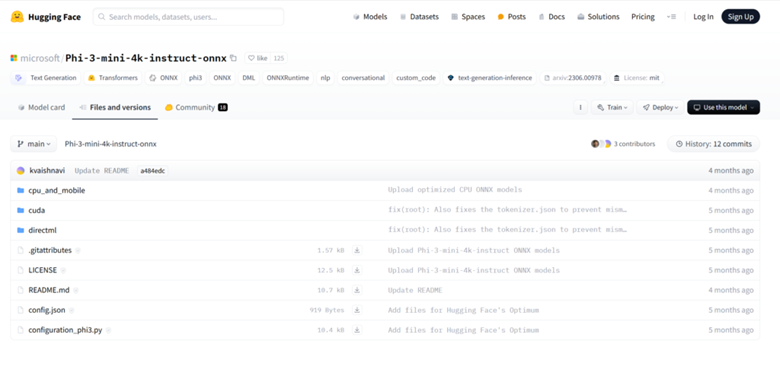 Hugging Face Search models, datasets, users... Models Datasets Spaces Posts Docs Solutions Pricing Log In Sign Up
microsoft/Phi-3-mini-4k-instruct-onnx like 125
Text Generation Transformers ONNX phi3 ONNX DML ONNXRuntime nlp conversational custom_code text-generation-inference arxiv:2306.00978 License: mit
Model card Files and versions Community 18 Train Deploy Use this model
main Phi-3-mini-4k-instruct-onnx 3 contributors History: 12 commits
kvaishnavi Update README a484edc 4 months ago
cpu_and_mobile Upload optimized CPU ONNX models 4 months ago
cuda fix(root): Also fixes the tokenizer.json to prevent mism… 5 months ago
directml fix(root): Also fixes the tokenizer.json to prevent mism… 5 months ago
.gitattributes 1.57 kB Upload Phi-3-mini-4k-instruct ONNX models 5 months ago
LICENSE 12.5 kB Upload Phi-3-mini-4k-instruct ONNX models 5 months ago
README.md 10.7 kB Update README 4 months ago
config.json 919 Bytes Add files for Hugging Face's Optimum 5 months ago
configuration_phi3.py 10.4 kB Add files for Hugging Face's Optimum 5 months ago